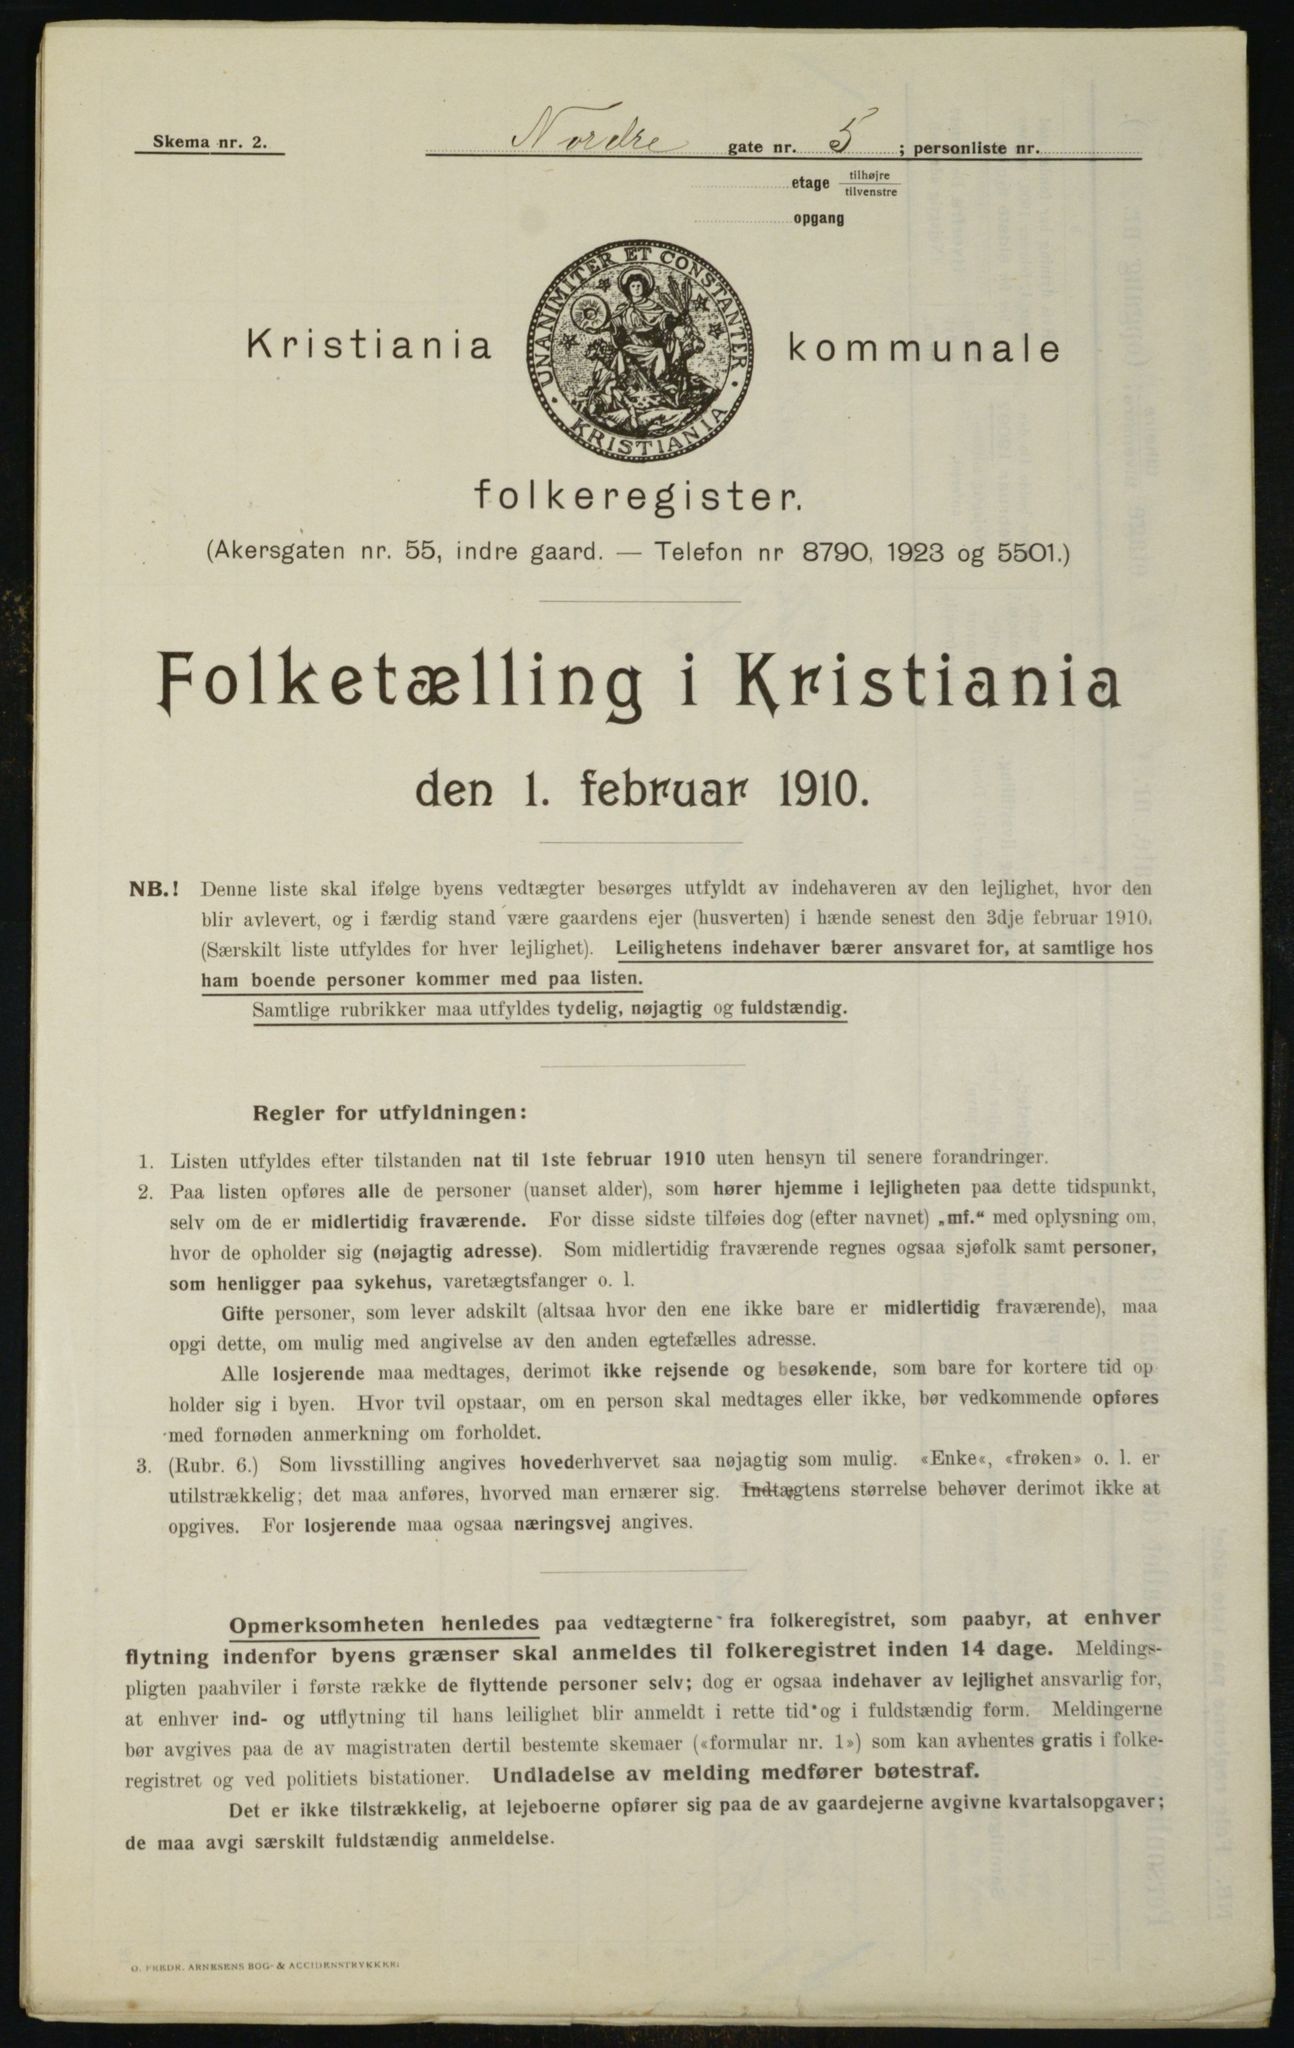 Skema nr. 2.
Nordre gate nr. 5 ; personliste nr.
etage tilhøjre
tilvenstre
opgang
UNANIMITER ET CONSTANTER
KRISTIANIA
Kristiania kommunale
folkeregister.
(Akersgaten nr. 55, indre gaard. — Telefon nr 8790, 1923 og 5501.)
Folketælling i Kristiania
den 1. februar 1910.
NB.! Denne liste skal ifølge byens vedtægter besørges utfyldt av indehaveren av den lejlighet, hvor den
blir avlevert, og i færdig stand være gaardens ejer (husverten) i hænde senest den 3dje februar 1910.
(Særskilt liste utfyldes for hver lejlighet). Leilighetens indehaver bærer ansvaret for, at samtlige hos
ham boende personer kommer med paa listen.
Samtlige rubrikker maa utfyldes tydelig, nøjagtig og fuldstændig.
Regler for utfyldningen:
1. Listen utfyldes efter tilstanden nat til 1ste februar 1910 uten hensyn til senere forandringer.
2. Paa listen opføres alle de personer (uanset alder), som hører hjemme i lejligheten paa dette tidspunkt,
selv om de er midlertidig fraværende. For disse sidste tilføies dog (efter navnet) „mf.“ med oplysning om,
hvor de opholder sig (nøjagtig adresse). Som midlertidig fraværende regnes ogsaa sjøfolk samt personer,
som henligger paa sykehus, varetægtsfanger o. l.
Gifte personer, som lever adskilt (altsaa hvor den ene ikke bare er midlertidig fraværende), maa
opgi dette, om mulig med angivelse av den anden egtefælles adresse.
Alle losjerende maa medtages, derimot ikke rejsende og besøkende, som bare for kortere tid op
holder sig i byen. Hvor tvil opstaar, om en person skal medtages eller ikke, bør vedkommende opføres
med fornøden anmerkning om forholdet.
3. (Rubr. 6.) Som livsstilling angives hovederhvervet saa nøjagtig som mulig. «Enke«, «frøken» o. l. er
utilstrækkelig; det maa anføres, hvorved man ernærer sig. Indtægtens størrelse behøver derimot ikke at
opgives. For losjerende maa ogsaa næringsvej angives.
Opmerksomheten henledes paa vedtægterne fra folkeregistret, som paabyr, at enhver
flytning indenfor byens grænser skal anmeldes til folkeregistret inden 14 dage. Meldings-
pligten paahviler i første række de flyttende personer selv; dog er ogsaa indehaver av lejlighet ansvarlig for,
at enhver ind- og utflytning til hans leilighet blir anmeldt i rette tid og i fuldstændig form. Meldingerne
bør avgives paa de av magistraten dertil bestemte skemaer («formular nr. 1») som kan avhentes gratis i folke-
registret og ved politiets bistationer. Undladelse av melding medfører bøtestraf.
Det er ikke tilstrækkelig, at lejeboerne opfører sig paa de av gaardejerne avgivne kvartalsopgaver;
de maa avgi særskilt fuldstændig anmeldelse.
O. FREDR. ARNESENS BOG- & ACCIDENSTRYKKERI